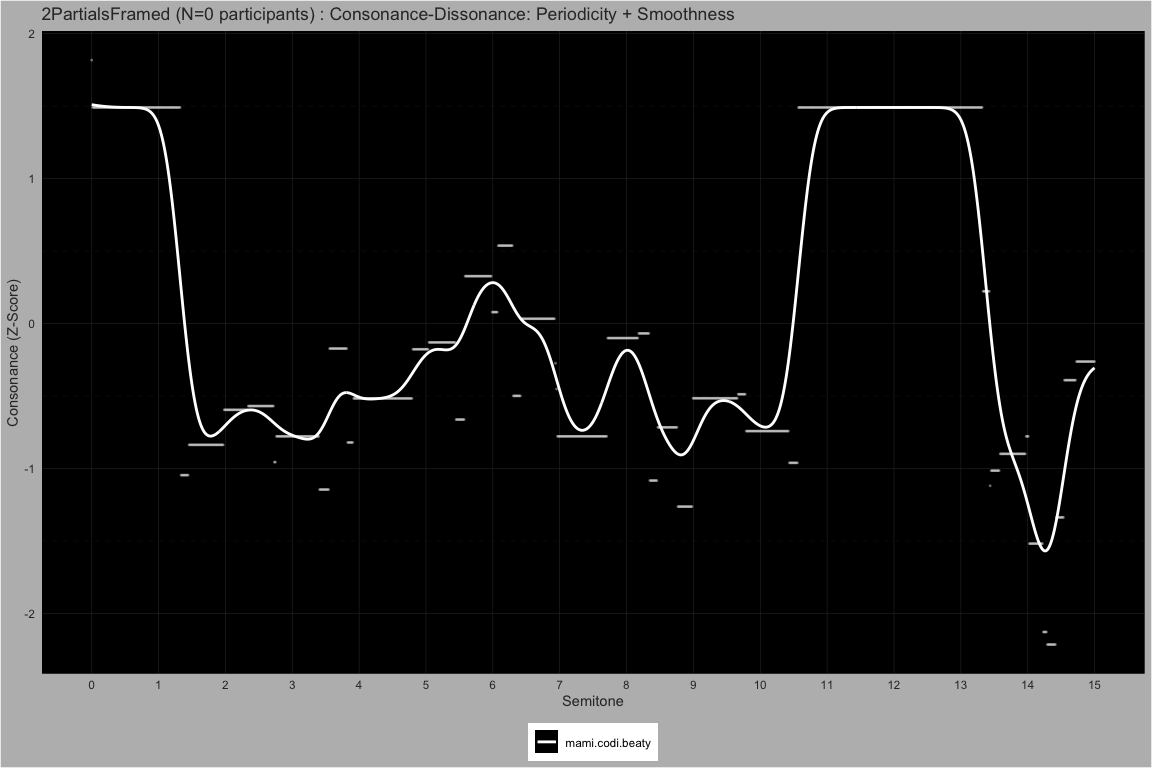 2PartialsFramed (N=0 participants) : Consonance-Dissonance: Periodicity + Smoothness
2
1
0
-1
-2
Consonance (Z-Score)
0 1 2 3 4 5 6 7 8 9 10 11 12 13 14 15
Semitone
mami.codi.beaty